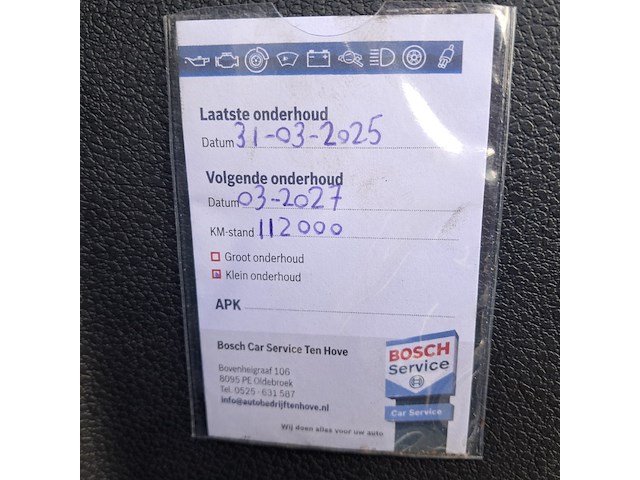 Laatste onderhoud
Datum 31-03-2025
Volgende onderhoud
Datum 03-2027
KM-stand 112000
Groot onderhoud
Klein onderhoud
APK
Bosch Car Service Ten Hove
Bovenheigraaf 106
8095 PE Oldebroek
Tel. 0525 - 631 587
info@autobedrijftenhove.nl
Wij doen alles voor uw auto
BOSCH
Service
Car Service